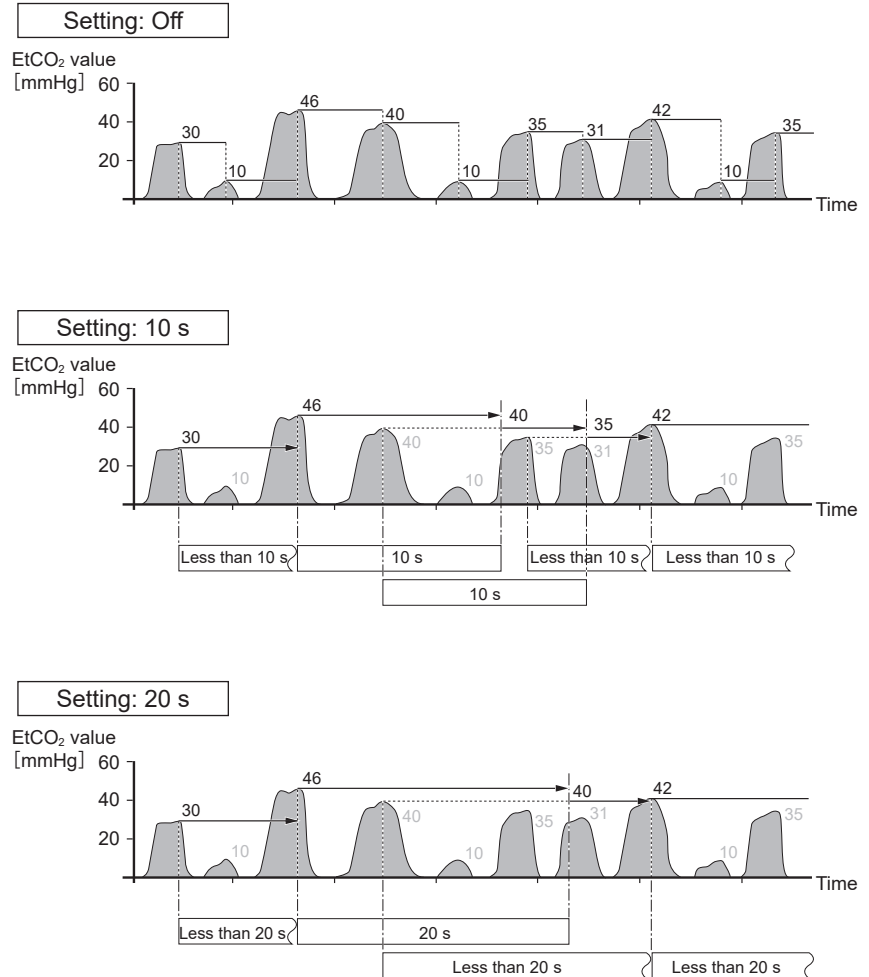 Setting: Off
EtCO₂ value
[mmHg]
60
40
20
30
10
46
40
10
35
31
42
10
35
Time
Setting: 10 s
EtCO₂ value
[mmHg]
60
40
20
30
10
46
40
10
40
35
35
31
42
10
35
Time
Less than 10 s
10 s
Less than 10 s
Less than 10 s
10 s
Setting: 20 s
EtCO₂ value
[mmHg]
60
40
20
30
10
46
40
10
35
40
31
42
10
35
Time
Less than 20 s
20 s
Less than 20 s
Less than 20 s